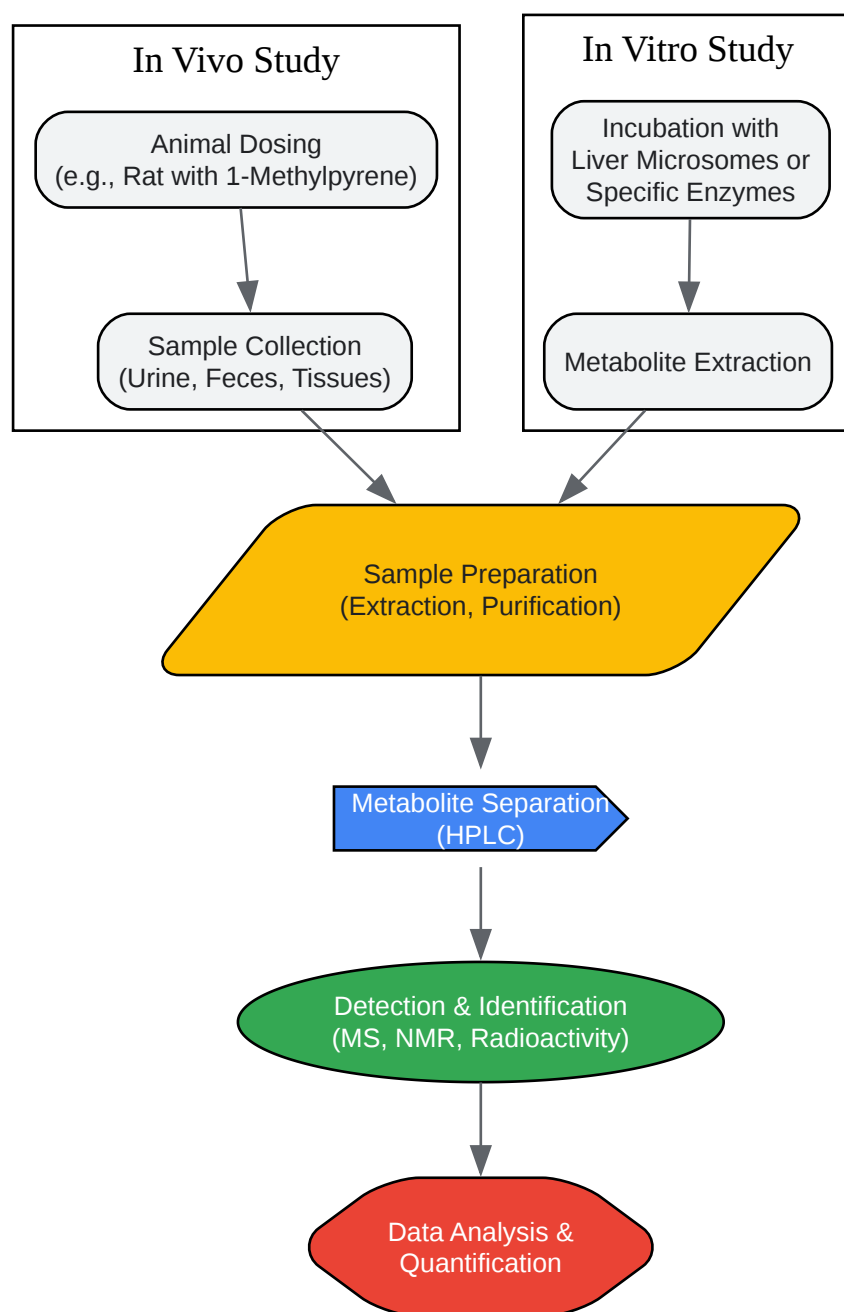 In Vivo Study
Animal Dosing
(e.g., Rat with 1-Methylpyrene)
Sample Collection
(Urine, Feces, Tissues)
In Vitro Study
Incubation with
Liver Microsomes or
Specific Enzymes
Metabolite Extraction
Sample Preparation
(Extraction, Purification)
Metabolite Separation
(HPLC)
Detection & Identification
(MS, NMR, Radioactivity)
Data Analysis &
Quantification